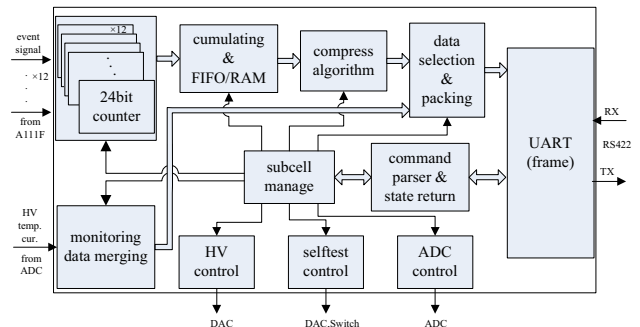 event
signal
×12
from
A111F
×12
24bit
counter
cumulating
&
FIFO/RAM
compress
algorithm
data
selection
&
packing
UART
(frame)
RX
RS422
TX
subcell
manage
command
parser &
state return
HV
temp.
cur.
from
ADC
monitoring
data merging
HV
control
selftest
control
ADC
control
DAC
DAC,Switch
ADC